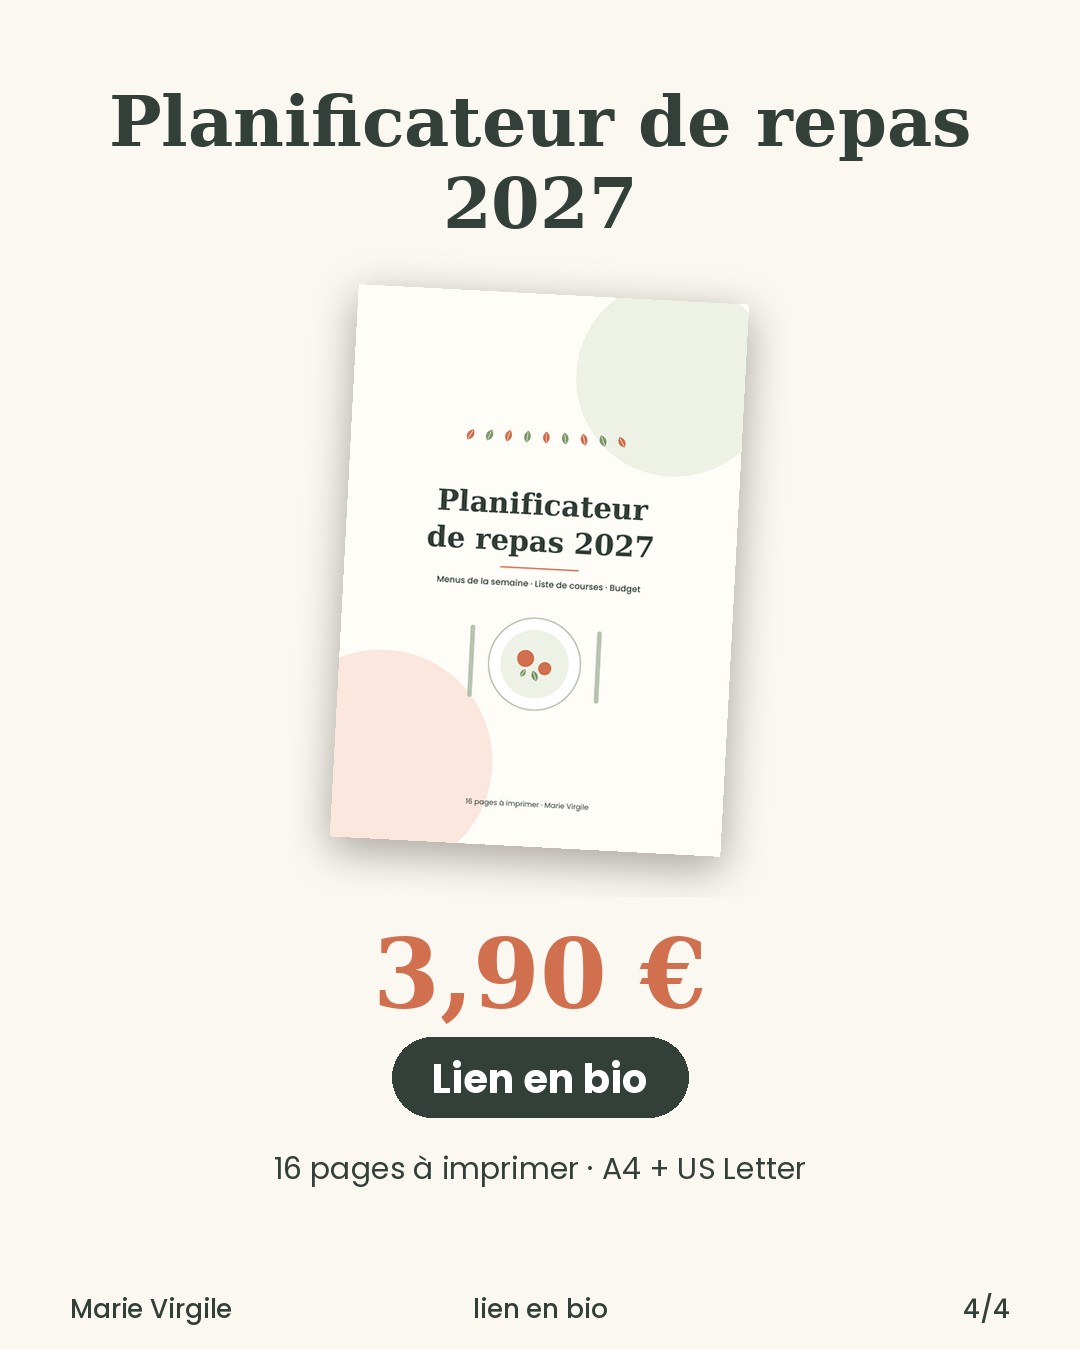 Planificateur de repas
2027
Planificateur
de repas 2027
Menus de la semaine · Liste de courses · Budget
16 pages à imprimer · Marie Virgile
3,90 €
Lien en bio
16 pages à imprimer · A4 + US Letter
Marie Virgile
lien en bio
4/4